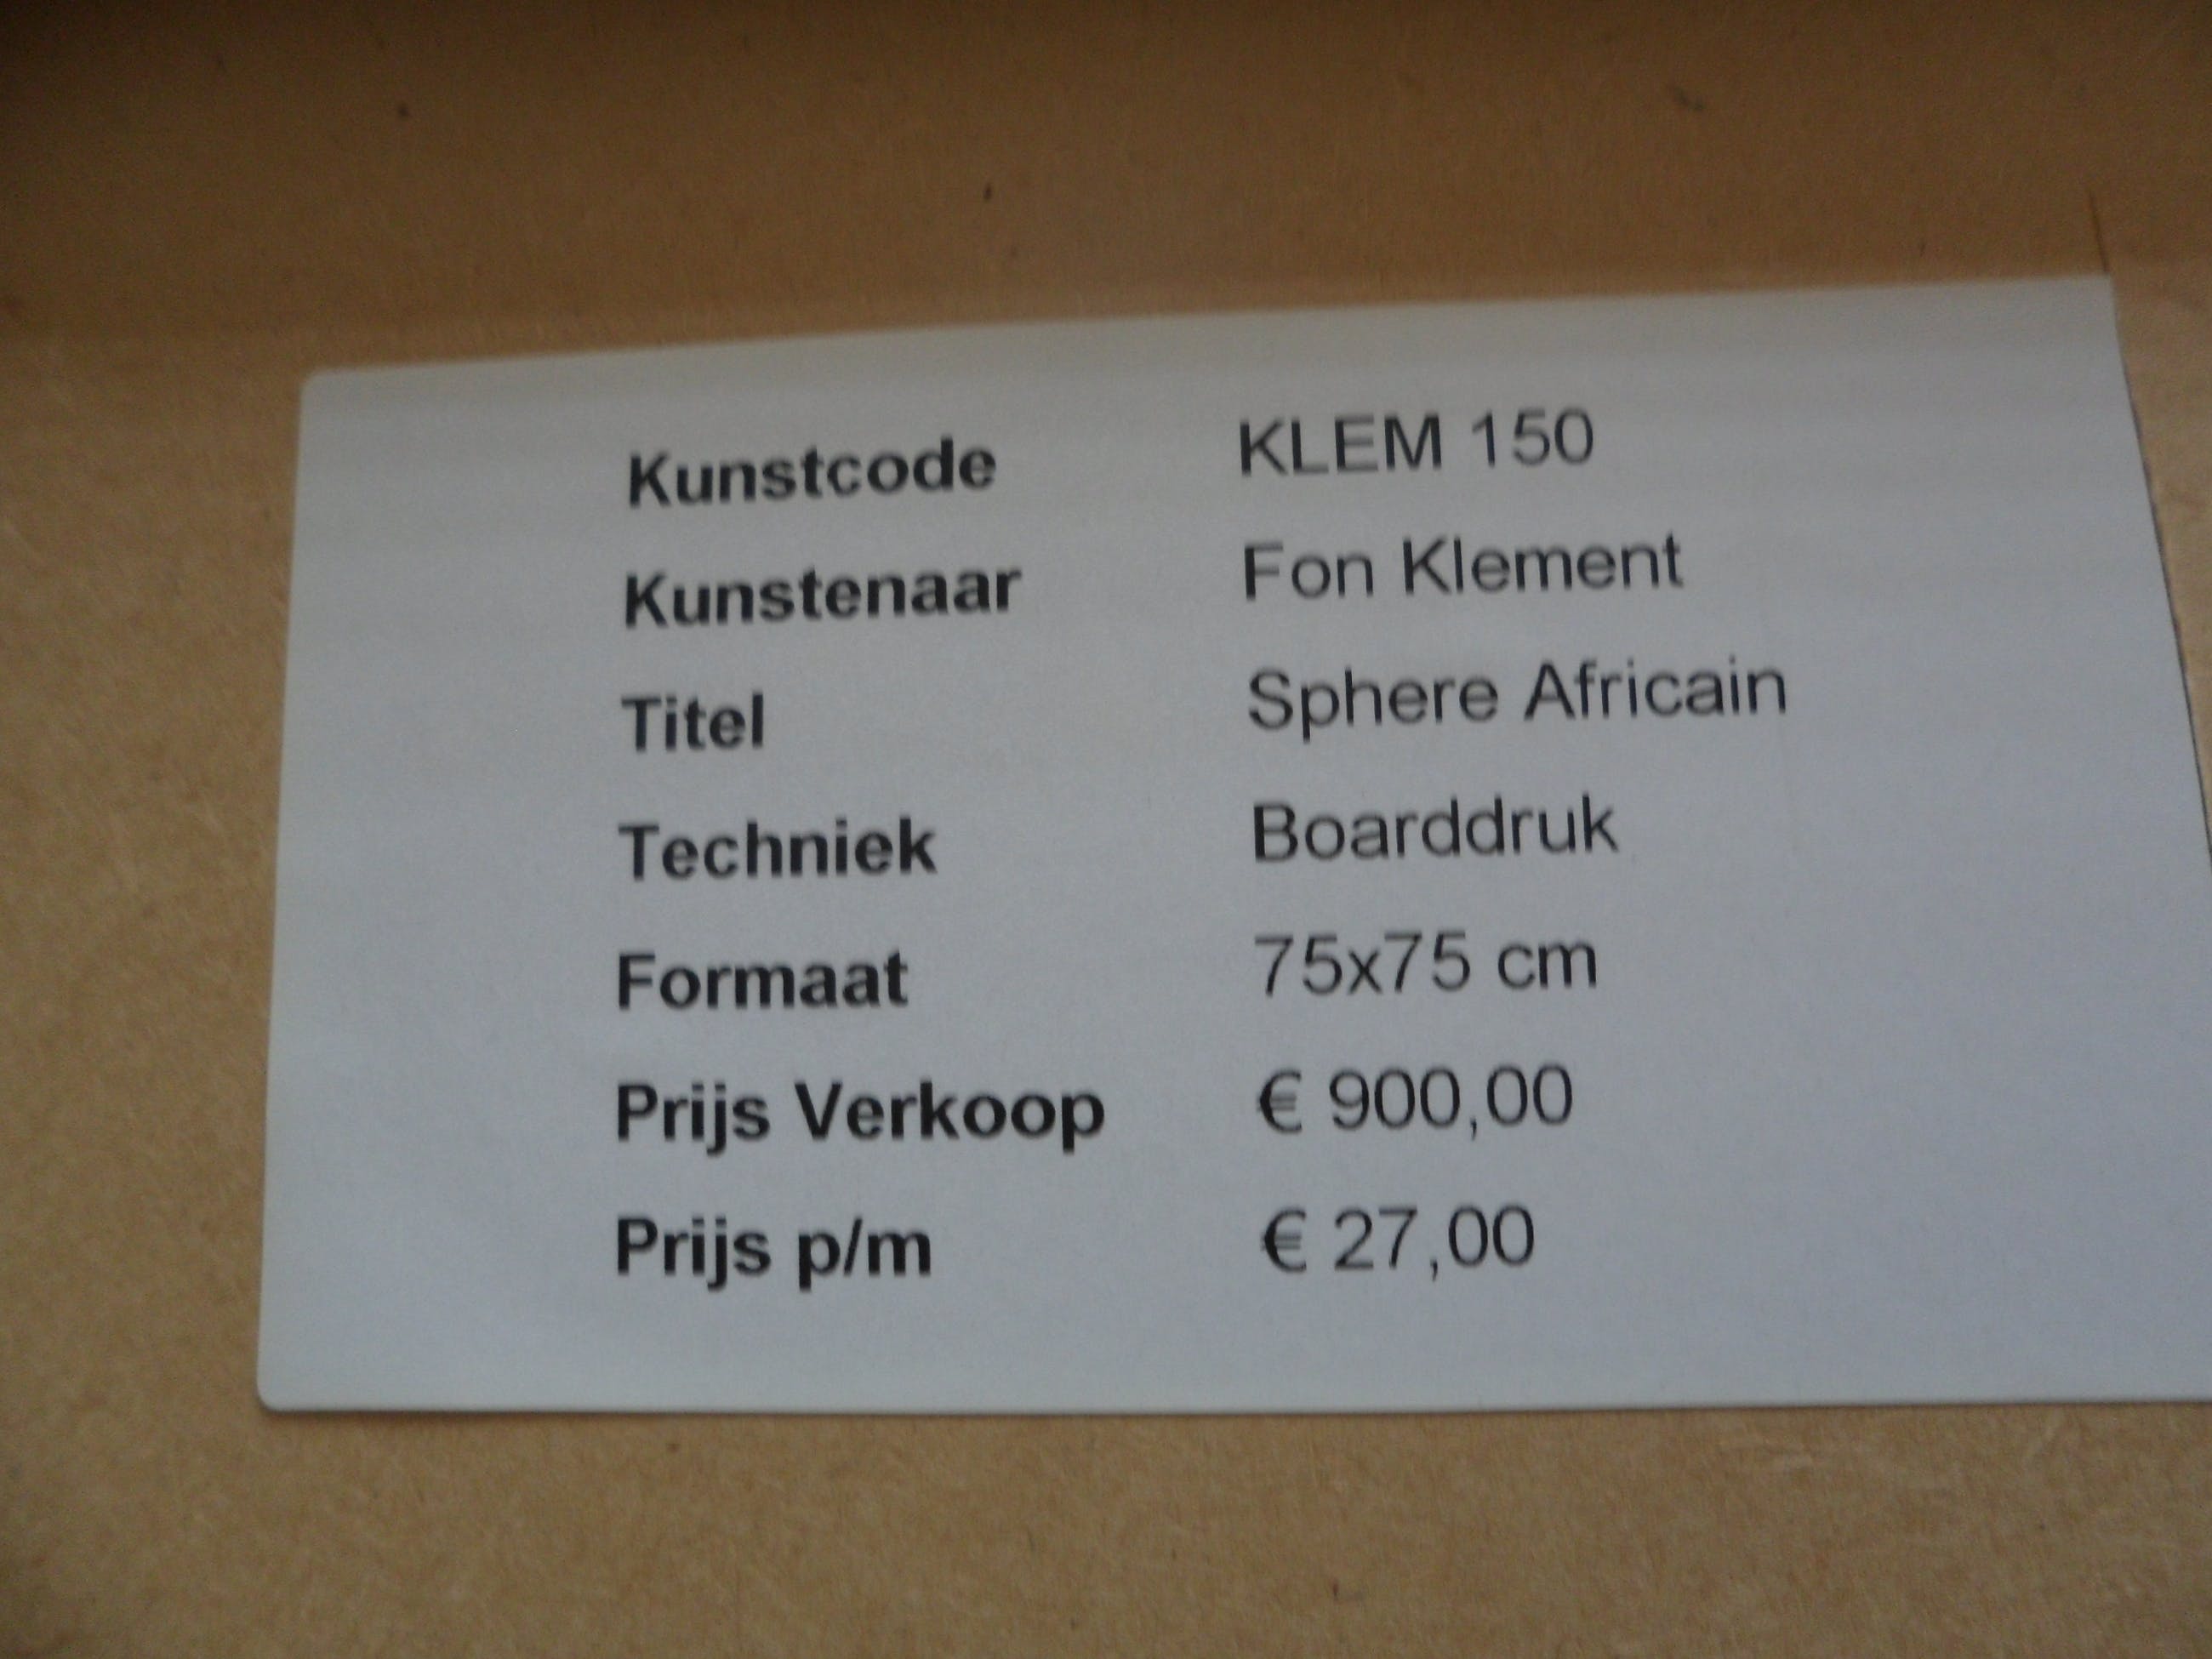 Kunstcode KLEM 150
Kunstenaar Fon Klement
Titel Sphere Africain
Techniek Boarddruk
Formaat 75x75 cm
Prijs Verkoop € 900,00
Prijs p/m € 27,00